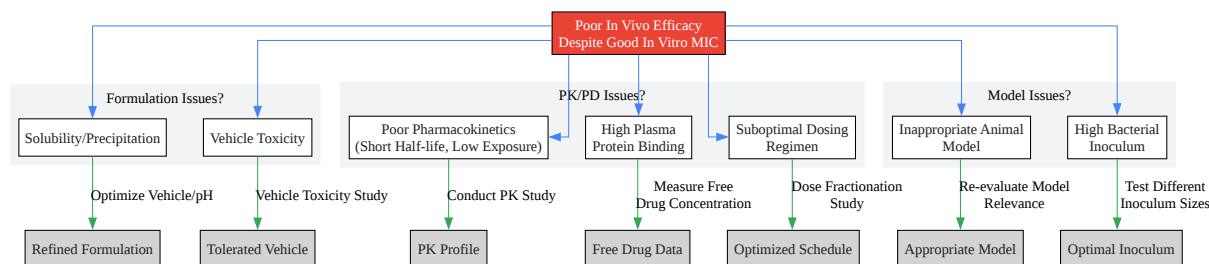 Poor In Vivo Efficacy
Despite Good In Vitro MIC
Formulation Issues?
PK/PD Issues?
Model Issues?
Solubility/Precipitation
Vehicle Toxicity
Poor Pharmacokinetics
(Short Half-life, Low Exposure)
High Plasma
Protein Binding
Suboptimal Dosing
Regimen
Inappropriate Animal
Model
High Bacterial
Inoculum
Optimize Vehicle/pH
Vehicle Toxicity Study
Conduct PK Study
Measure Free
Drug Concentration
Dose Fractionation
Study
Re-evaluate Model
Relevance
Test Different
Inoculum Sizes
Refined Formulation
Tolerated Vehicle
PK Profile
Free Drug Data
Optimized Schedule
Appropriate Model
Optimal Inoculum